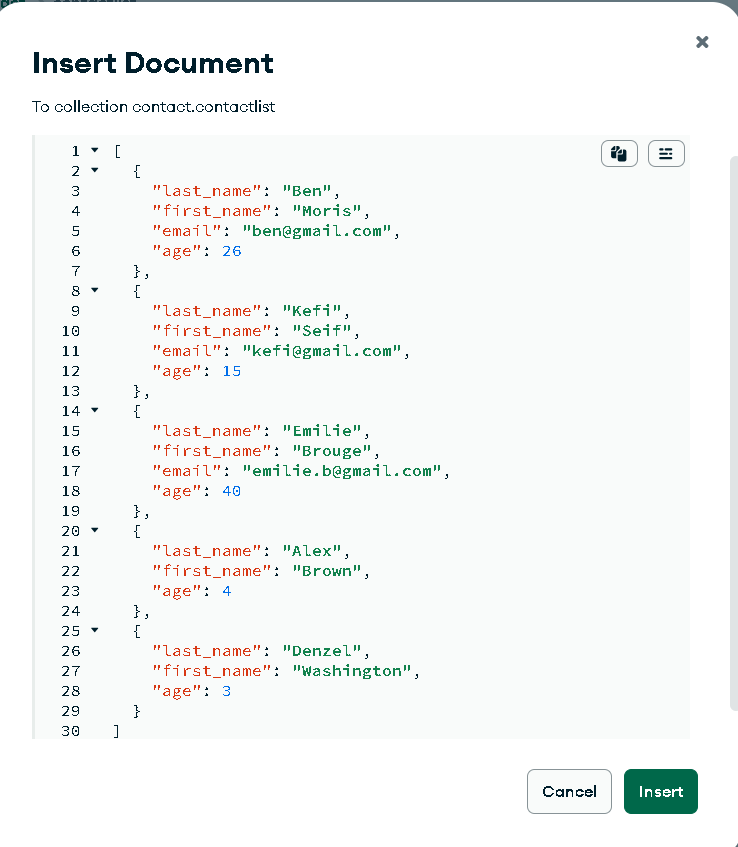 Insert Document
To collection contact.contactlist
1 [
2 {
3 "last_name": "Ben",
4 "first_name": "Moris",
5 "email": "ben@gmail.com",
6 "age": 26
7 },
8 {
9 "last_name": "Kefi",
10 "first_name": "Seif",
11 "email": "kefi@gmail.com",
12 "age": 15
13 },
14 {
15 "last_name": "Emilie",
16 "first_name": "Brouge",
17 "email": "emilie.b@gmail.com",
18 "age": 40
19 },
20 {
21 "last_name": "Alex",
22 "first_name": "Brown",
23 "age": 4
24 },
25 {
26 "last_name": "Denzel",
27 "first_name": "Washington",
28 "age": 3
29 }
30 ]
Cancel Insert